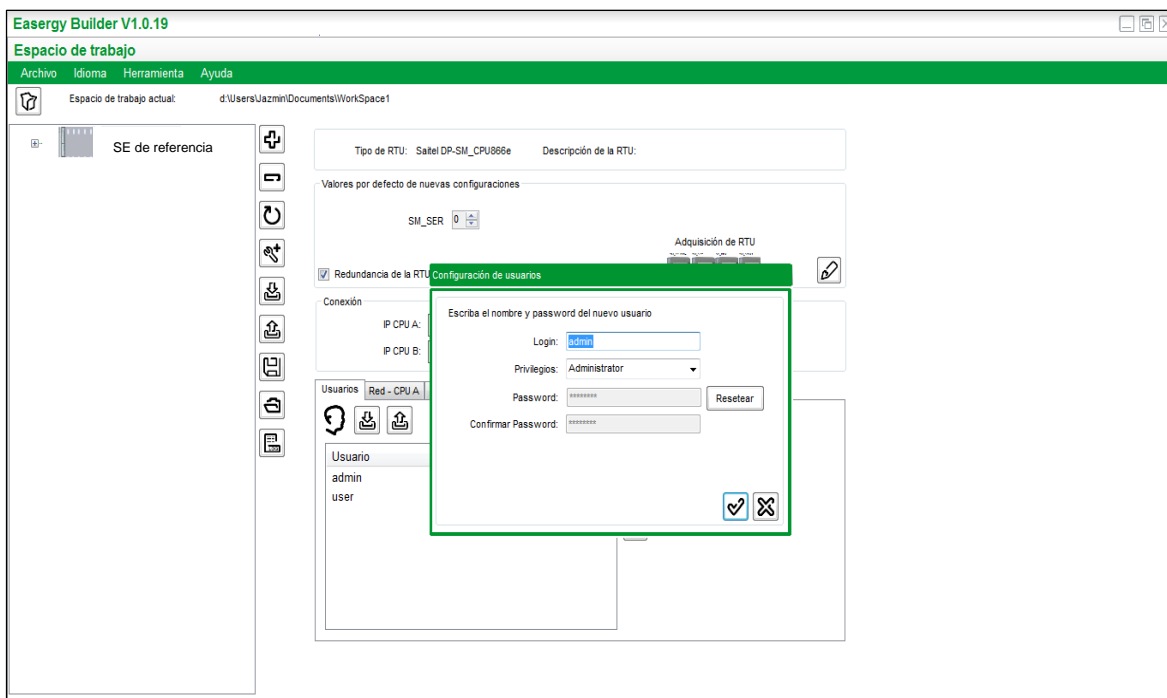 Easergy Builder V1.0.19
Espacio de trabajo
Archivo Idioma Herramienta Ayuda
Espacio de trabajo actual: d:\Users\Jazmin\Documents\WorkSpace1
SE de referencia
Tipo de RTU: Saitel DP-SM_CPU866e Descripción de la RTU:
Valores por defecto de nuevas configuraciones
SM_SER 0
Adquisición de RTU
Redundancia de la RTU
Configuración de usuarios
Conexión
IP CPU A:
IP CPU B:
Escriba el nombre y password del nuevo usuario
Login: admin
Privilegios: Administrator
Password: ******** Resetear
Confirmar Password: ********
Usuarios Red - CPU A
Usuario
admin
user